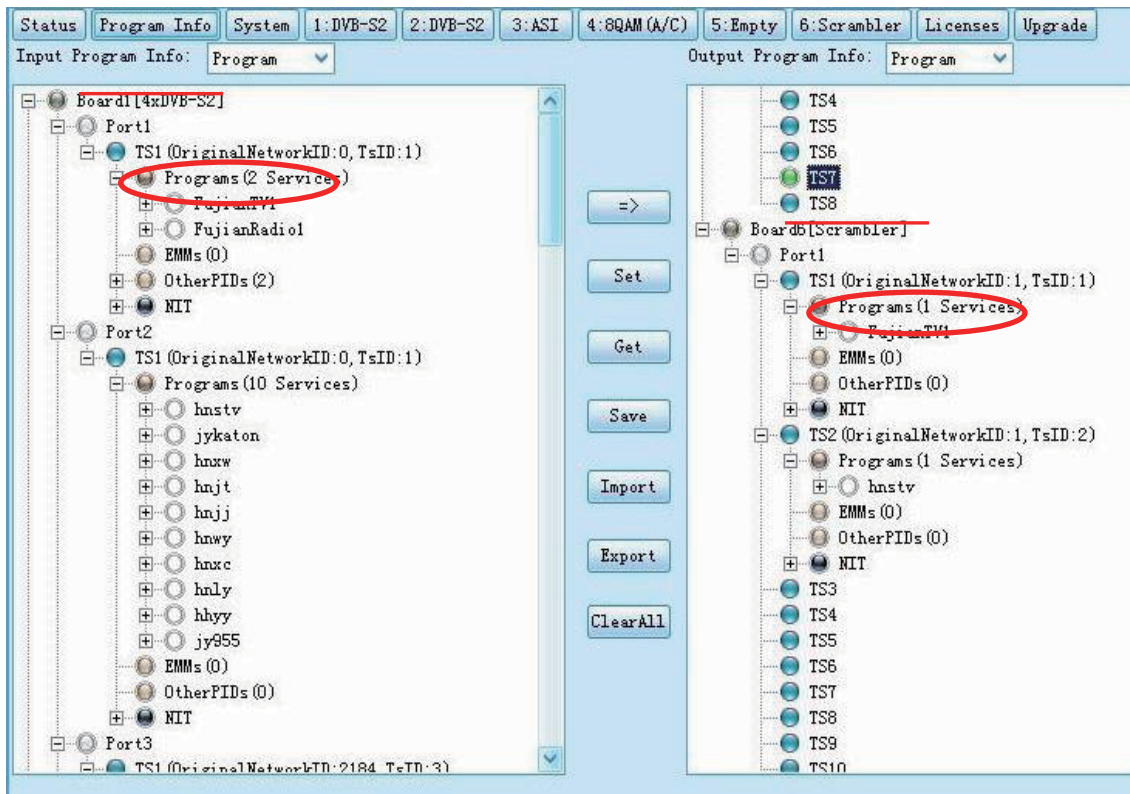 Status Program Info System 1:DVB-S2 2:DVB-S2 3:ASI 4:8QAM(A/C) 5:Empty 6:Scrambler Licenses Upgrade
Input Program Info: Program
Board1[4xDVB-S2]
Port1
TS1(OriginalNetworkID:0,TsID:1)
Programs(2 Services)
FujianTV1
FujianRadio1
EMMs(0)
OtherPIDs(2)
NIT
Port2
TS1(OriginalNetworkID:0,TsID:1)
Programs(10 Services)
hnstv
jykaton
hnxw
hnjt
hnjj
hnwy
hnxc
hnly
hhyy
jy955
EMMs(0)
OtherPIDs(0)
NIT
Port3
TS1(OriginalNetworkID:2184,TsID:3)
=>
Set
Get
Save
Import
Export
ClearAll
Output Program Info: Program
TS4
TS5
TS6
TS7
TS8
Board6[Scrambler]
Port1
TS1(OriginalNetworkID:1,TsID:1)
Programs(1 Services)
FujianTV1
EMMs(0)
OtherPIDs(0)
NIT
TS2(OriginalNetworkID:1,TsID:2)
Programs(1 Services)
hnstv
EMMs(0)
OtherPIDs(0)
NIT
TS3
TS4
TS5
TS6
TS7
TS8
TS9
TS10